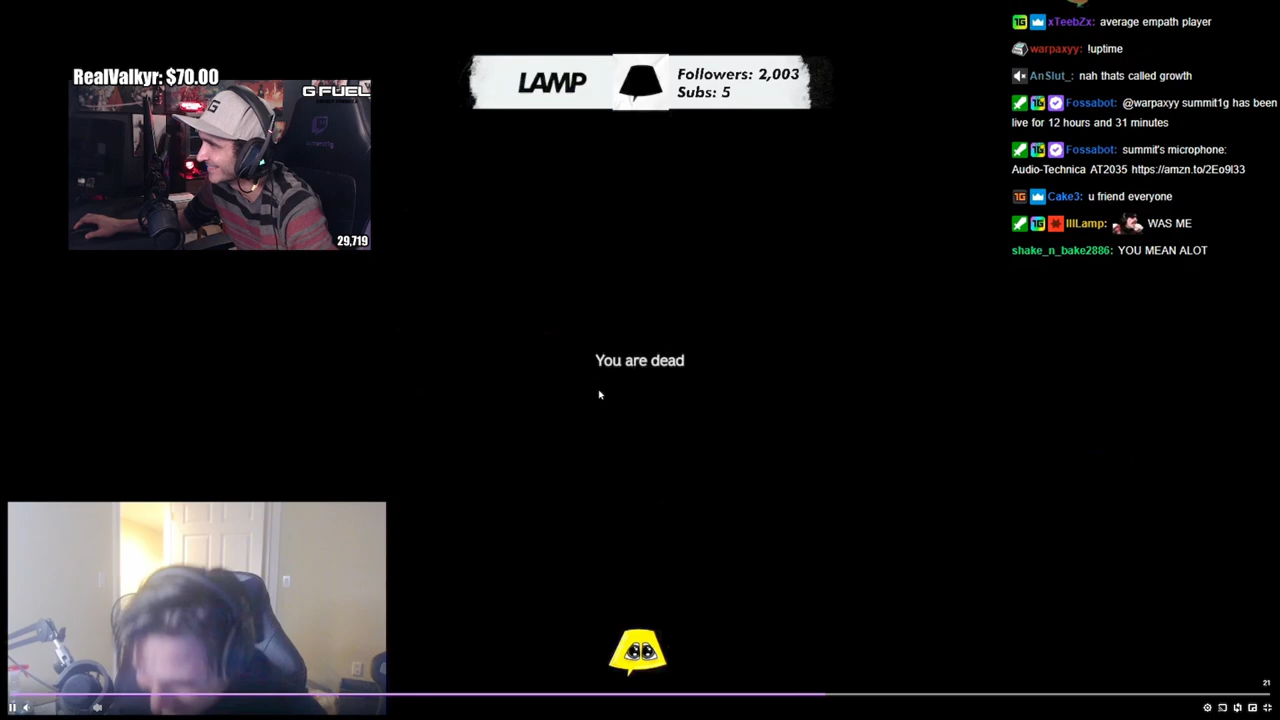 RealValkyr: $70.00
G FUEL
G
29,719
LAMP
Followers: 2,003
Subs: 5
xTeebZx: average empath player
warpaxyy: !uptime
AnSlut_: nah thats called growth
Fossabot: @warpaxyy summit1g has been
live for 12 hours and 31 minutes
Fossabot: summit's microphone:
Audio-Technica AT2035 https://amzn.to/2Eo9l33
Cake3: u friend everyone
IIILamp: WAS ME
shake_n_bake2886: YOU MEAN ALOT
You are dead
21